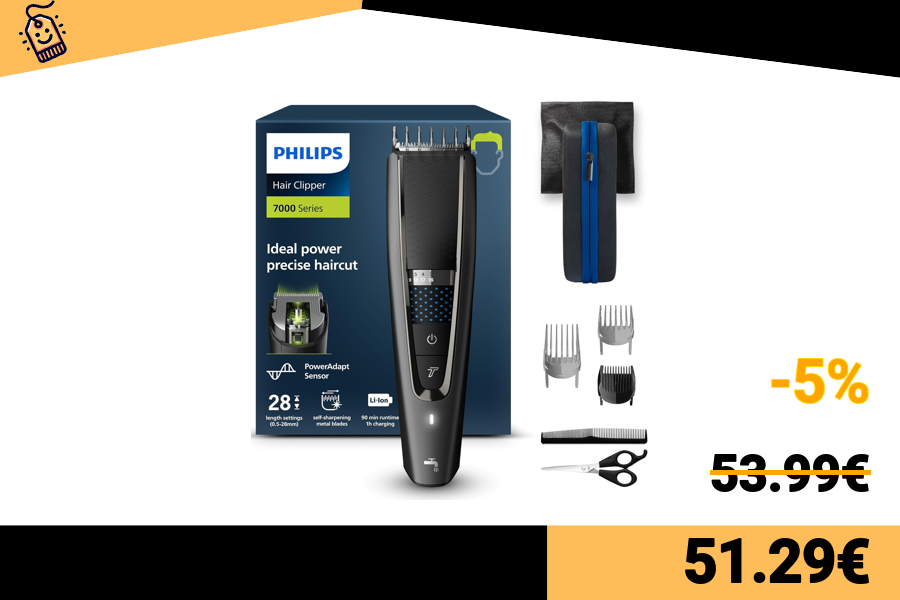 PHILIPS
Hair Clipper
7000 Series
Ideal power
precise haircut
PowerAdapt
Sensor
28
length settings
(0.5-28mm)
self-sharpening
metal blades
Li-Ion
90 min runtime
1h charging
-5%
53.99€
51.29€